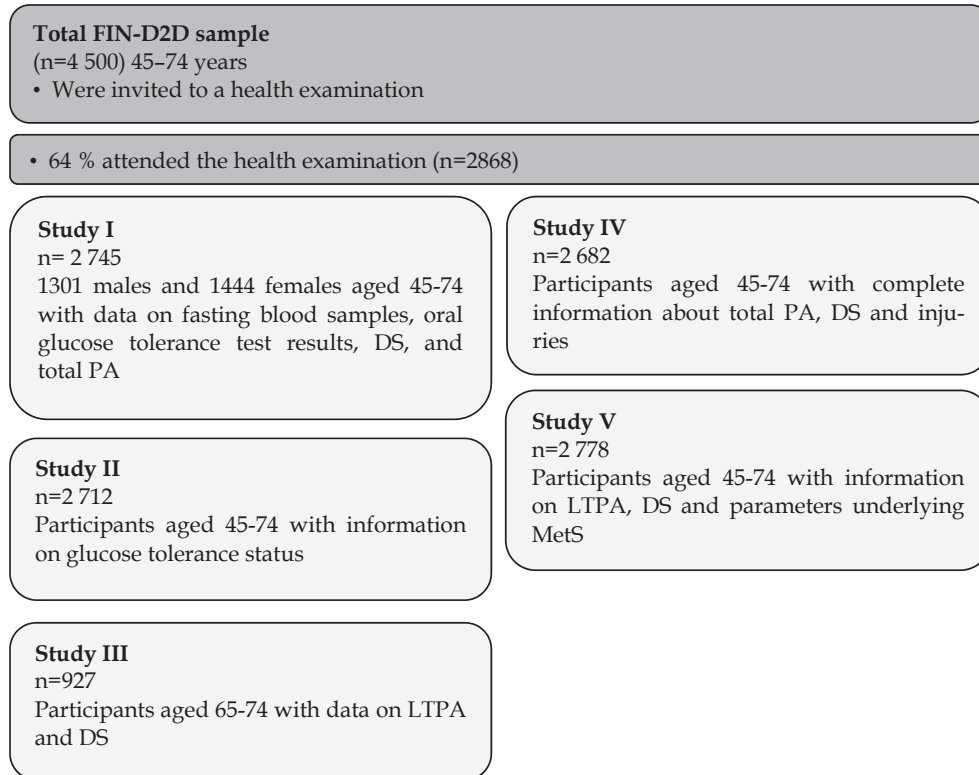 Total FIN-D2D sample
(n=4 500) 45–74 years
• Were invited to a health examination
• 64 % attended the health examination (n=2868)
Study I
n= 2 745
1301 males and 1444 females aged 45-74
with data on fasting blood samples, oral
glucose tolerance test results, DS, and
total PA
Study II
n=2 712
Participants aged 45-74 with information
on glucose tolerance status
Study III
n=927
Participants aged 65-74 with data on LTPA
and DS
Study IV
n=2 682
Participants aged 45-74 with complete
information about total PA, DS and inju-
ries
Study V
n=2 778
Participants aged 45-74 with information
on LTPA, DS and parameters underlying
MetS